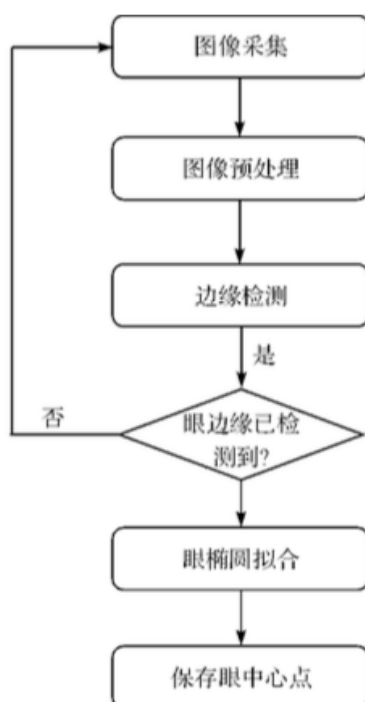 图像采集
图像预处理
边缘检测
是
否
眼边缘已检
测到?
眼椭圆拟合
保存眼中心点